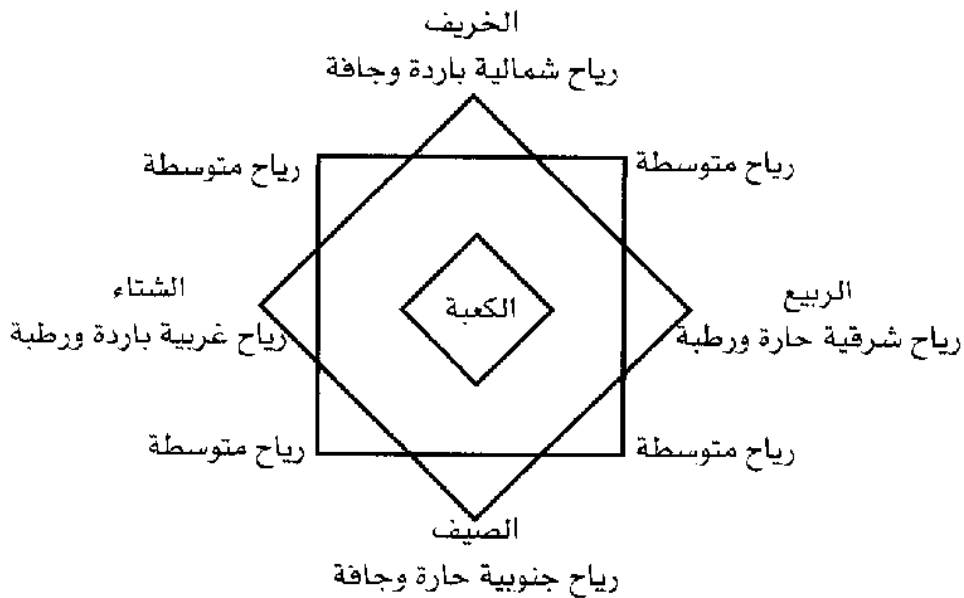 الخريف
رياح شمالية باردة وجافة
رياح متوسطة
رياح متوسطة
الربيع
رياح شرقية حارة ورطبة
الكعبة
الشتاء
رياح غربية باردة ورطبة
رياح متوسطة
رياح متوسطة
الصيف
رياح جنوبية حارة وجافة